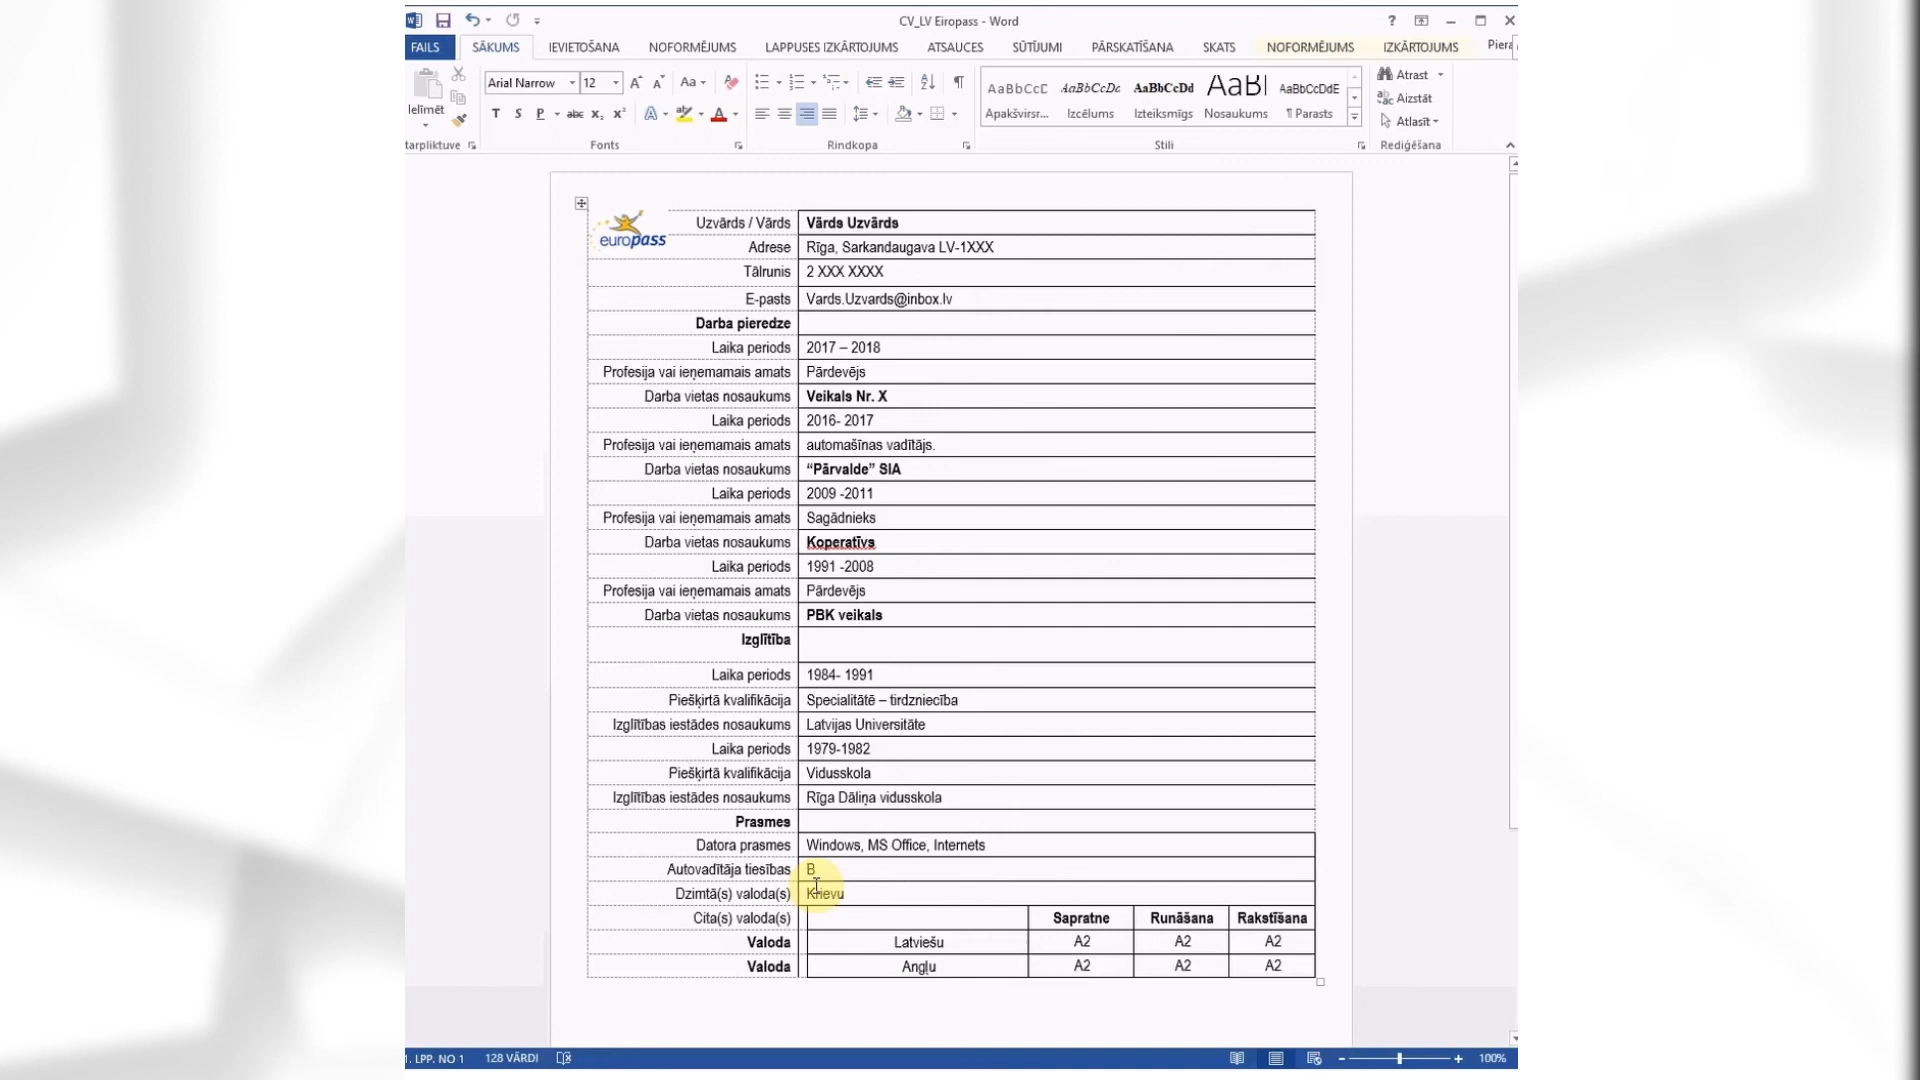 CV_LV Eiropass - Word
FAILS SĀKUMS IEVIETOŠANA NOFORMĒJUMS LAPPUSES IZKĀRTOJUMS ATSAUCES SŪTĪJUMI PĀRSKATĪŠANA SKATS NOFORMĒJUMS IZKĀRTOJUMS Piera
Ielīmēt
Arial Narrow 12
AaBbCcD AaBbCcDc AaBbCcDd AaBl AaBbCcDdE
Apakšvirsr... Izcēlums Izteiksmīgs Nosaukums ¶ Parasts
Atrast
Aizstāt
Atlasīt
tarpliktuve Fonts Rindkopa Stili Rediģēšana
europass
Uzvārds / Vārds Vārds Uzvārds
Adrese Rīga, Sarkandaugava LV-1XXX
Tālrunis 2 XXX XXXX
E-pasts Vards.Uzvards@inbox.lv
Darba pieredze
Laika periods 2017 – 2018
Profesija vai ieņemamais amats Pārdevējs
Darba vietas nosaukums Veikals Nr. X
Laika periods 2016- 2017
Profesija vai ieņemamais amats automašīnas vadītājs.
Darba vietas nosaukums “Pārvalde” SIA
Laika periods 2009 -2011
Profesija vai ieņemamais amats Sagādnieks
Darba vietas nosaukums Koperatīvs
Laika periods 1991 -2008
Profesija vai ieņemamais amats Pārdevējs
Darba vietas nosaukums PBK veikals
Izglītība
Laika periods 1984- 1991
Piešķirtā kvalifikācija Specialitātē – tirdzniecība
Izglītības iestādes nosaukums Latvijas Universitāte
Laika periods 1979-1982
Piešķirtā kvalifikācija Vidusskola
Izglītības iestādes nosaukums Rīga Dāliņa vidusskola
Prasmes
Datora prasmes Windows, MS Office, Internets
Autovadītāja tiesības B
Dzimtā(s) valoda(s) Krievu
Cita(s) valoda(s) Sapratne Runāšana Rakstīšana
Valoda Latviešu A2 A2 A2
Valoda Angļu A2 A2 A2
1. LPP. NO 1 128 VĀRDI 100%